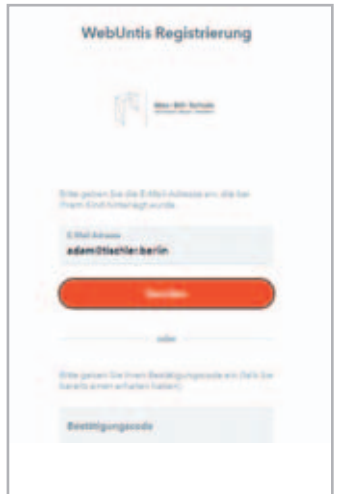 WebUntis Registrierung
Max-Bill-Schule
Bitte geben Sie die E-Mail-Adresse ein, die bei
Ihrem Kind hinterlegt wurde.
E-Mail-Adresse
adam@tischler.berlin
Senden
oder
Bitte geben Sie Ihren Bestätigungscode ein (falls Sie
bereits einen erhalten haben).
Bestätigungscode